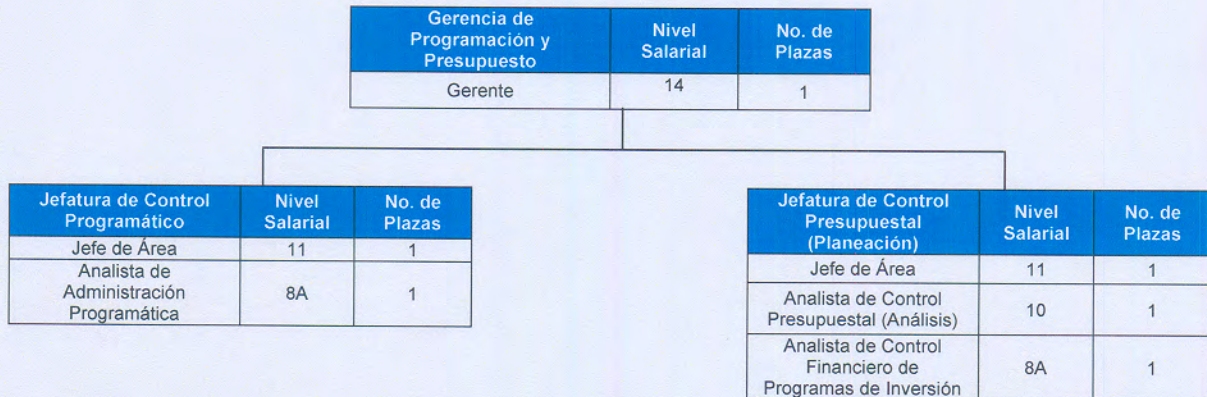 Gerencia de
Programación y
Presupuesto
Nivel
Salarial
No. de
Plazas
Gerente
14
1
Jefatura de Control
Programático
Nivel
Salarial
No. de
Plazas
Jefe de Área
11
1
Analista de
Administración
Programática
8A
1
Jefatura de Control
Presupuestal
(Planeación)
Nivel
Salarial
No. de
Plazas
Jefe de Área
11
1
Analista de Control
Presupuestal (Análisis)
10
1
Analista de Control
Financiero de
Programas de Inversión
8A
1